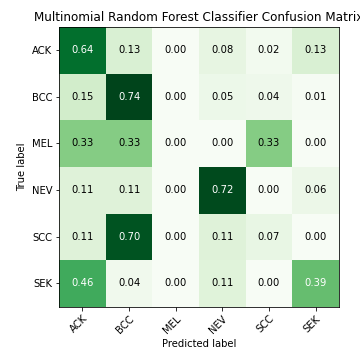 Multinomial Random Forest Classifier Confusion Matrix
ACK 0.64 0.13 0.00 0.08 0.02 0.13
BCC 0.15 0.74 0.00 0.05 0.04 0.01
MEL 0.33 0.33 0.00 0.00 0.33 0.00
NEV 0.11 0.11 0.00 0.72 0.00 0.06
SCC 0.11 0.70 0.00 0.11 0.07 0.00
SEK 0.46 0.04 0.00 0.11 0.00 0.39
True label
ACK BCC MEL NEV SCC SEK
Predicted label